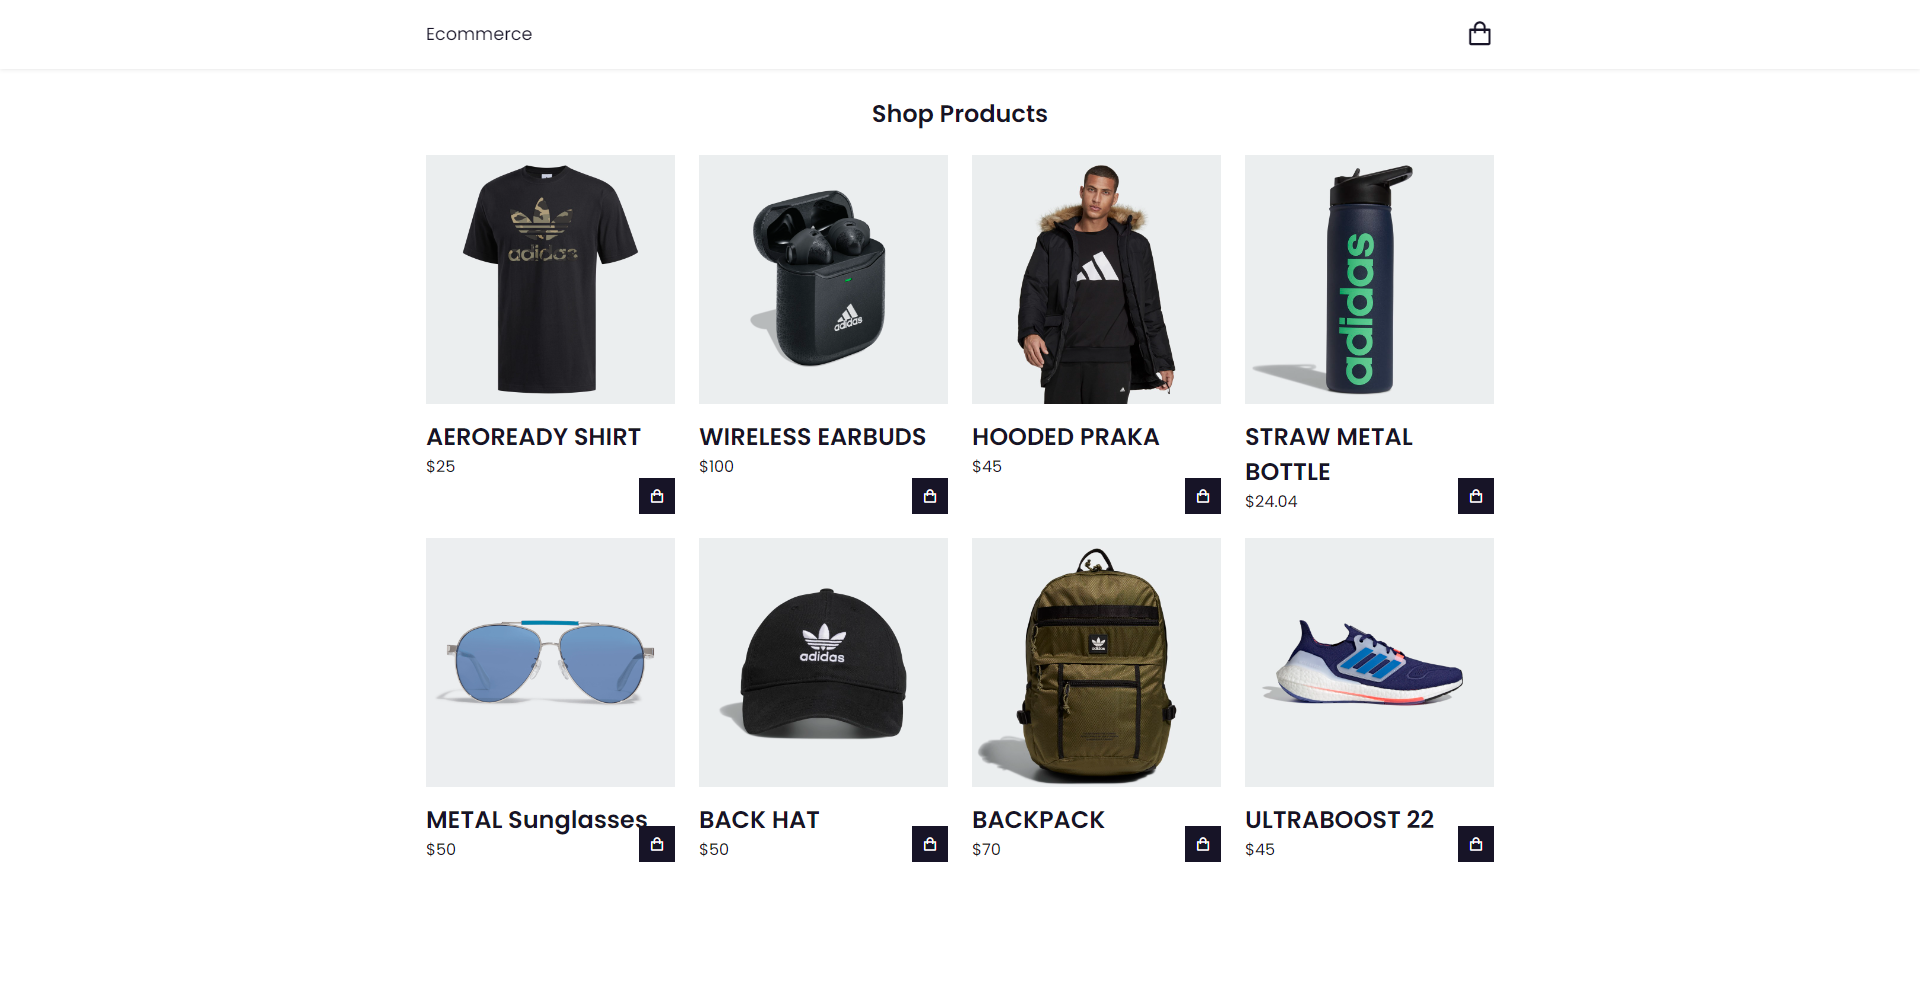 Ecommerce
Shop Products
adidas
adidas
adidas
AEROREADY SHIRT
$25
WIRELESS EARBUDS
$100
HOODED PRAKA
$45
STRAW METAL
BOTTLE
$24.04
adidas
adidas
METAL Sunglasses
$50
BACK HAT
$50
BACKPACK
$70
ULTRABOOST 22
$45